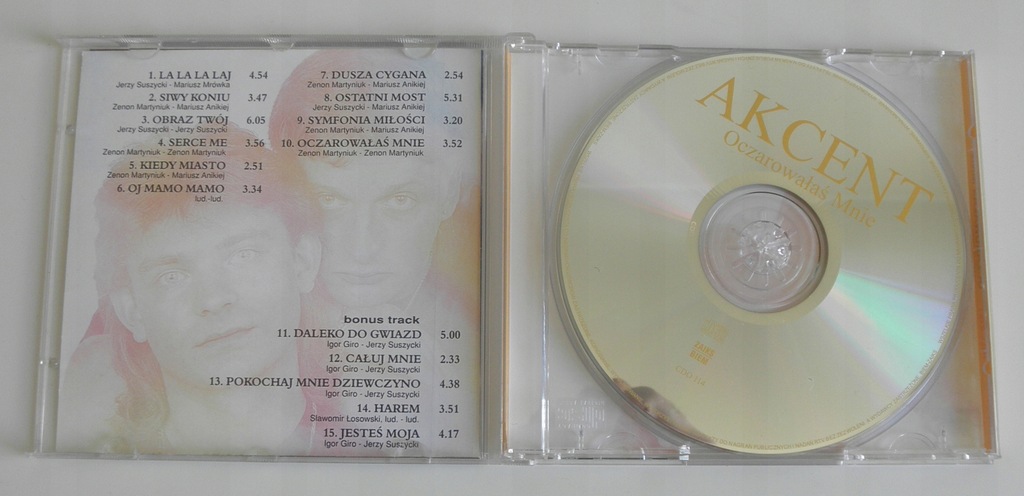 1. LA LA LA LAJ 4.54
Jerzy Suszycki - Mariusz Mrówka
2. SIWY KONIU 3.47
Zenon Martyniuk - Mariusz Anikiej
3. OBRAZ TWÓJ 6.05
Jerzy Suszycki - Jerzy Suszycki
4. SERCE ME 3.56
Zenon Martyniuk - Zenon Martyniuk
5. KIEDY MIASTO 2.51
Zenon Martyniuk - Mariusz Anikiej
6. OJ MAMO MAMO 3.34
lud.-lud.
7. DUSZA CYGANA 2.54
Zenon Martyniuk - Mariusz Anikiej
8. OSTATNI MOST 5.31
Jerzy Suszycki - Mariusz Anikiej
9. SYMFONIA MIŁOŚCI 3.20
Zenon Martyniuk - Mariusz Anikiej
10. OCZAROWAŁAŚ MNIE 3.52
Zenon Martyniuk - Zenon Martyniuk
bonus track
11. DALEKO DO GWIAZD 5.00
Igor Giro - Jerzy Suszycki
12. CAŁUJ MNIE 2.33
Igor Giro - Jerzy Suszycki
13. POKOCHAJ MNIE DZIEWCZYNO 4.38
Igor Giro - Jerzy Suszycki
14. HAREM 3.51
Sławomir Łosowski, lud. - lud.
15. JESTEŚ MOJA 4.17
Igor Giro - Jerzy Suszycki
AKCENT
Oczarowałaś Mnie